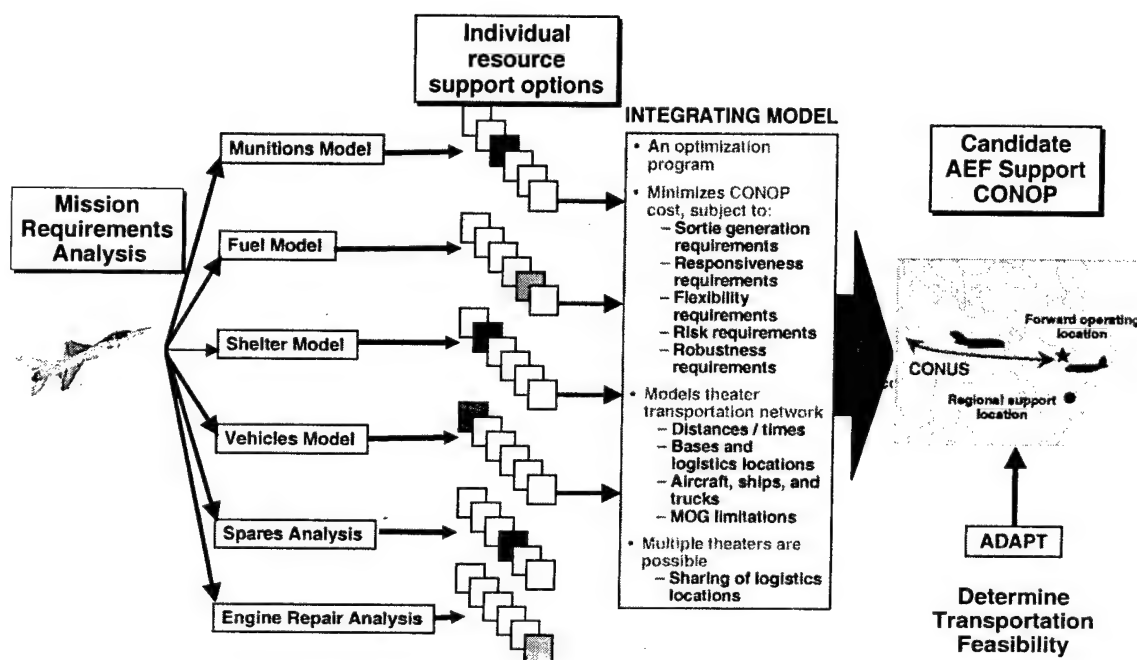 Individual
resource
support options
Mission
Requirements
Analysis
Munitions Model
Fuel Model
Shelter Model
Vehicles Model
Spares Analysis
Engine Repair Analysis
INTEGRATING MODEL
• An optimization
program
• Minimizes CONOP
cost, subject to:
– Sortie generation
requirements
– Responsiveness
requirements
– Flexibility
requirements
– Risk requirements
– Robustness
requirements
• Models theater
transportation network
– Distances / times
– Bases and
logistics locations
– Aircraft, ships, and
trucks
– MOG limitations
• Multiple theaters are
possible
– Sharing of logistics
locations
Candidate
AEF Support
CONOP
Forward operating
location
CONUS
Regional support
location
ADAPT
Determine
Transportation
Feasibility